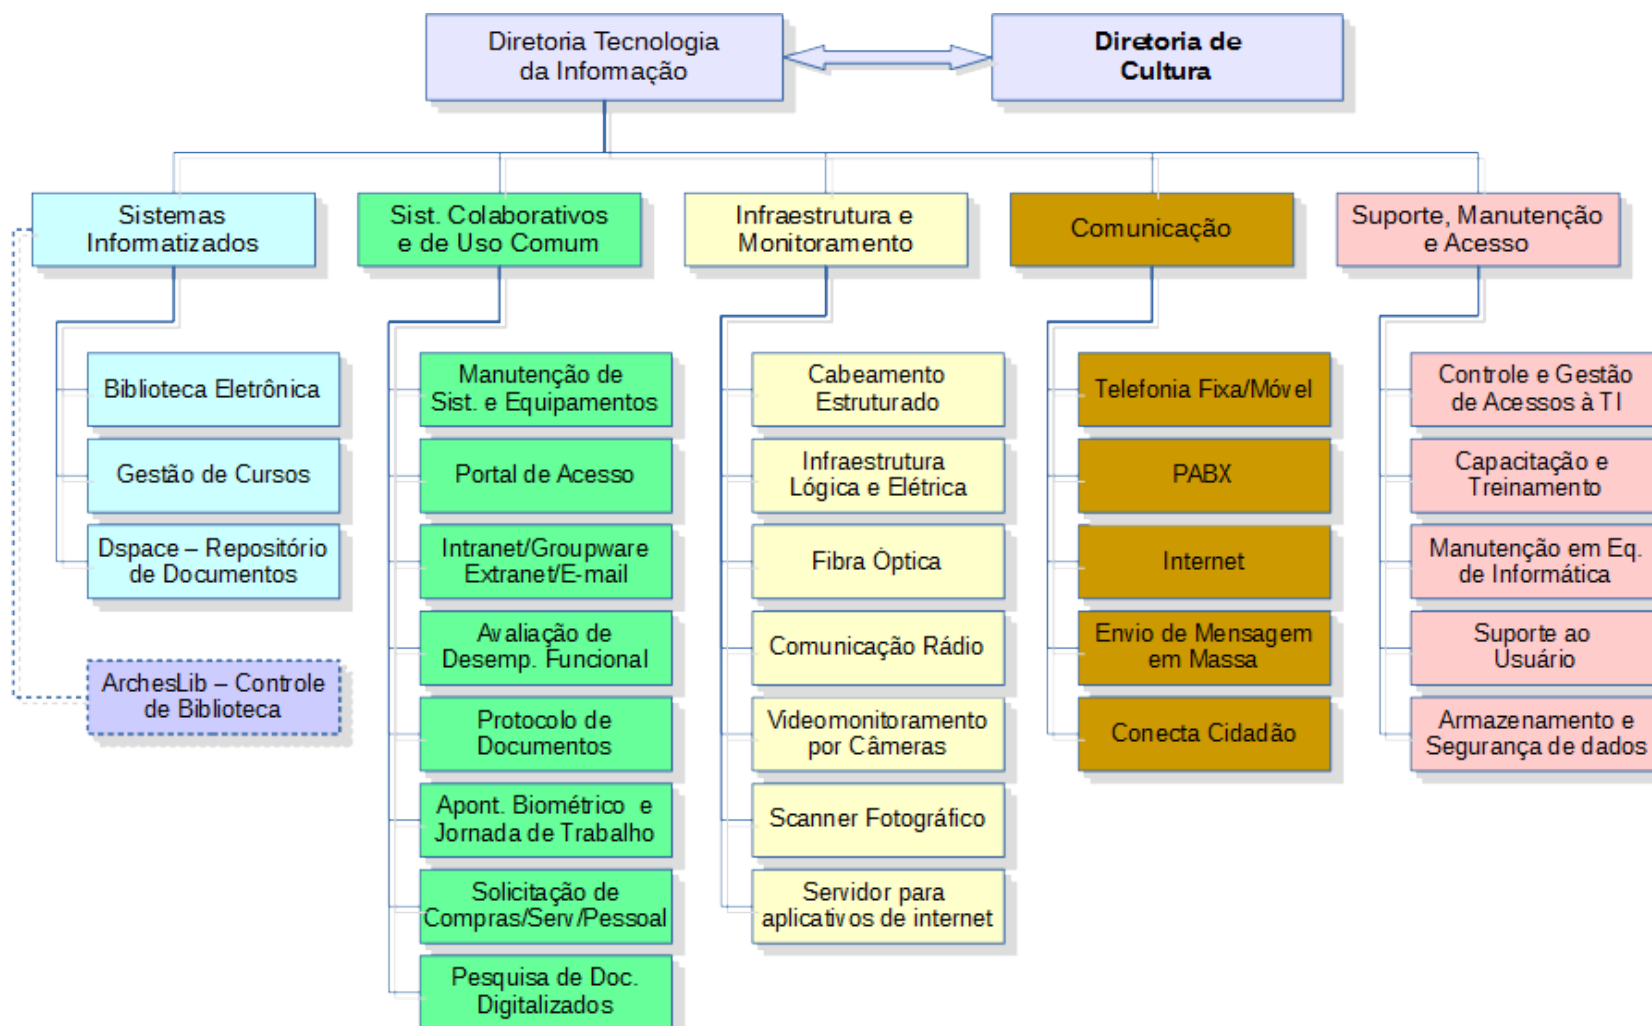 Diretoria Tecnologia
da Informação
Diretoria de
Cultura
Sistemas
Informatizados
Sist. Colaborativos
e de Uso Comum
Infraestrutura e
Monitoramento
Comunicação
Suporte, Manutenção
e Acesso
Biblioteca Eletrônica
Gestão de Cursos
Dspace – Repositório
de Documentos
ArchesLib – Controle
de Biblioteca
Manutenção de
Sist. e Equipamentos
Portal de Acesso
Intranet/Groupware
Extranet/E-mail
Avaliação de
Desemp. Funcional
Protocolo de
Documentos
Apont. Biométrico e
Jornada de Trabalho
Solicitação de
Compras/Serv/Pessoal
Pesquisa de Doc.
Digitalizados
Cabeamento
Estruturado
Infraestrutura
Lógica e Elétrica
Fibra Óptica
Comunicação Rádio
Videomonitoramento
por Câmeras
Scanner Fotográfico
Servidor para
aplicativos de internet
Telefonia Fixa/Móvel
PABX
Internet
Envio de Mensagem
em Massa
Conecta Cidadão
Controle e Gestão
de Acessos à TI
Capacitação e
Treinamento
Manutenção em Eq.
de Informática
Suporte ao
Usuário
Armazenamento e
Segurança de dados